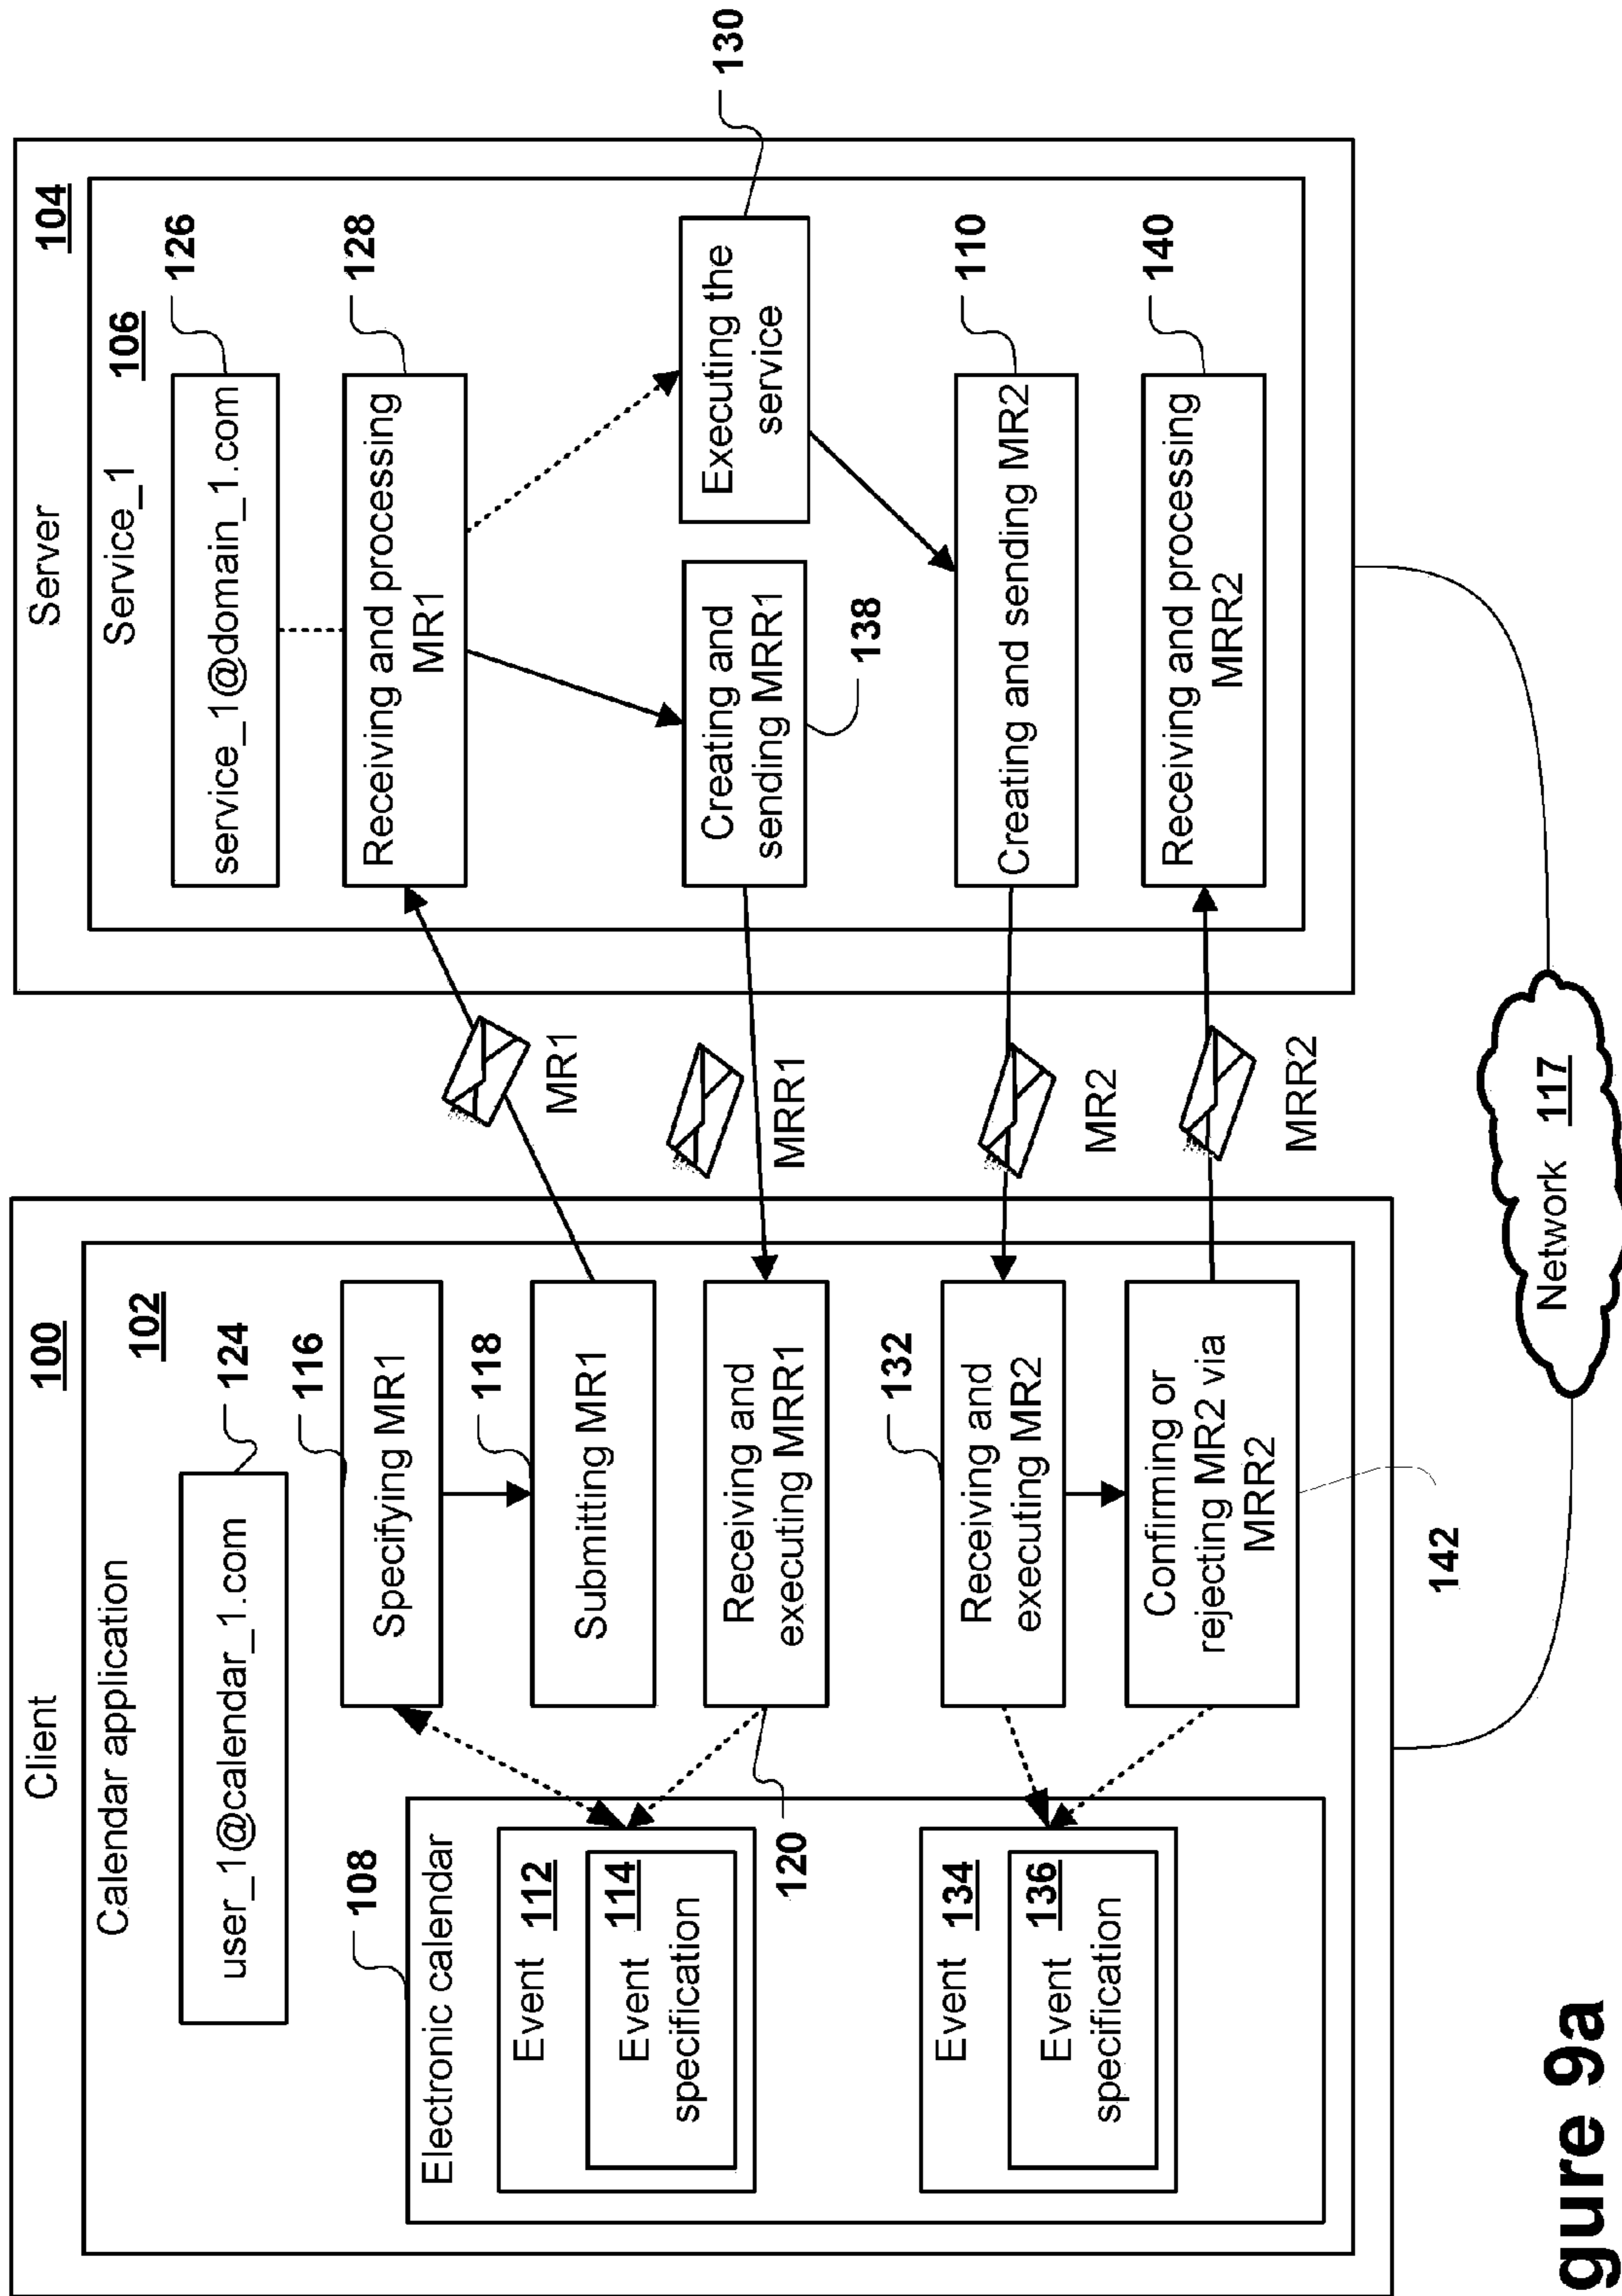 Client 100
Calendar application 102
user_1@calendar_1.com
124
108
Electronic calendar
Event 112
Event 114
specification
120
Event 134
Event 136
specification
116
Specifying MR1
118
Submitting MR1
Receiving and
executing MRR1
132
Receiving and
executing MR2
Confirming or
rejecting MR2 via
MRR2
142
MR1
MRR1
MR2
MRR2
Network 117
Server 104
Service_1 106
service_1@domain_1.com
126
Receiving and processing
MR1
128
Creating and
sending MRR1
138
Executing the
service
130
Creating and sending MR2
110
Receiving and processing
MRR2
140
gure 9a